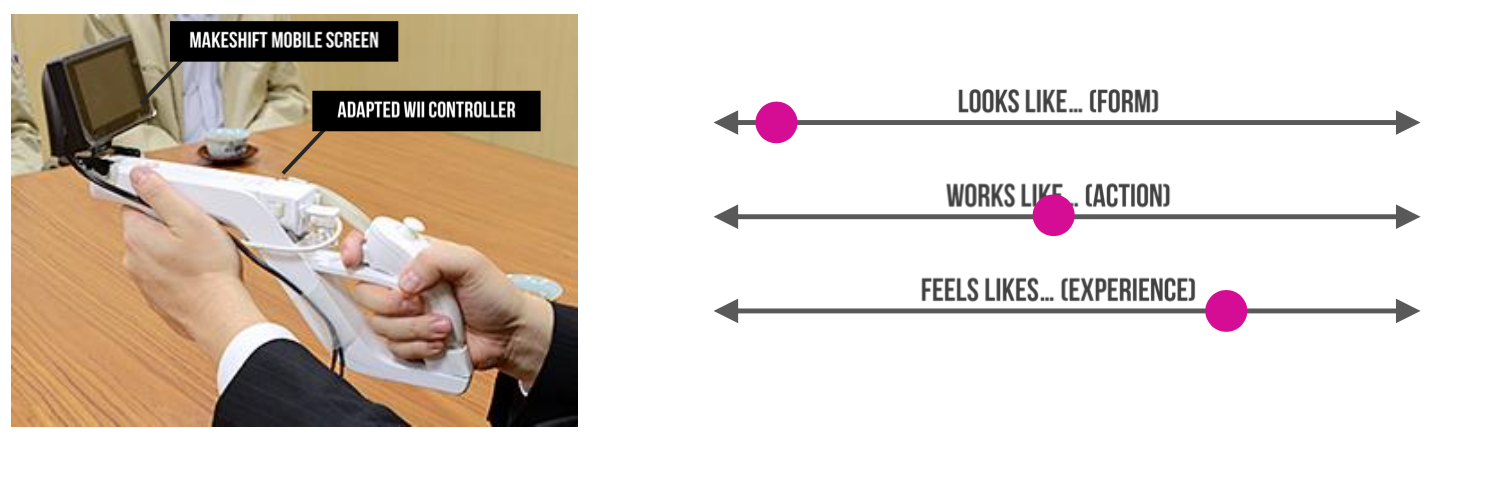 MAKESHIFT MOBILE SCREEN
ADAPTED WII CONTROLLER
LOOKS LIKE... (FORM)
WORKS LIKE... (ACTION)
FEELS LIKES... (EXPERIENCE)